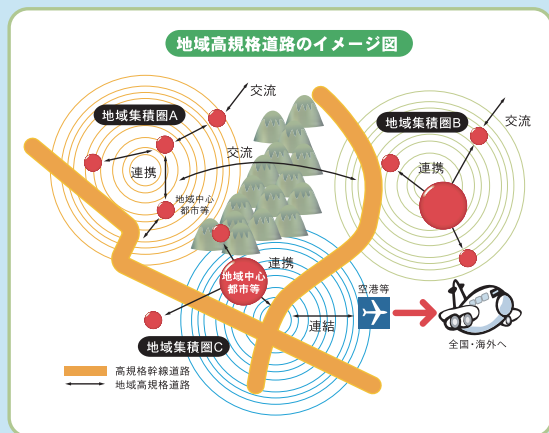 地域高規格道路のイメージ図
交流
地域集積圏A
地域集積圏B
交流
交流
連携
連携
地域中心
都市等
連携
地域中心
都市等
空港等
連結
全国・海外へ
地域集積圏C
高規格幹線道路
地域高規格道路